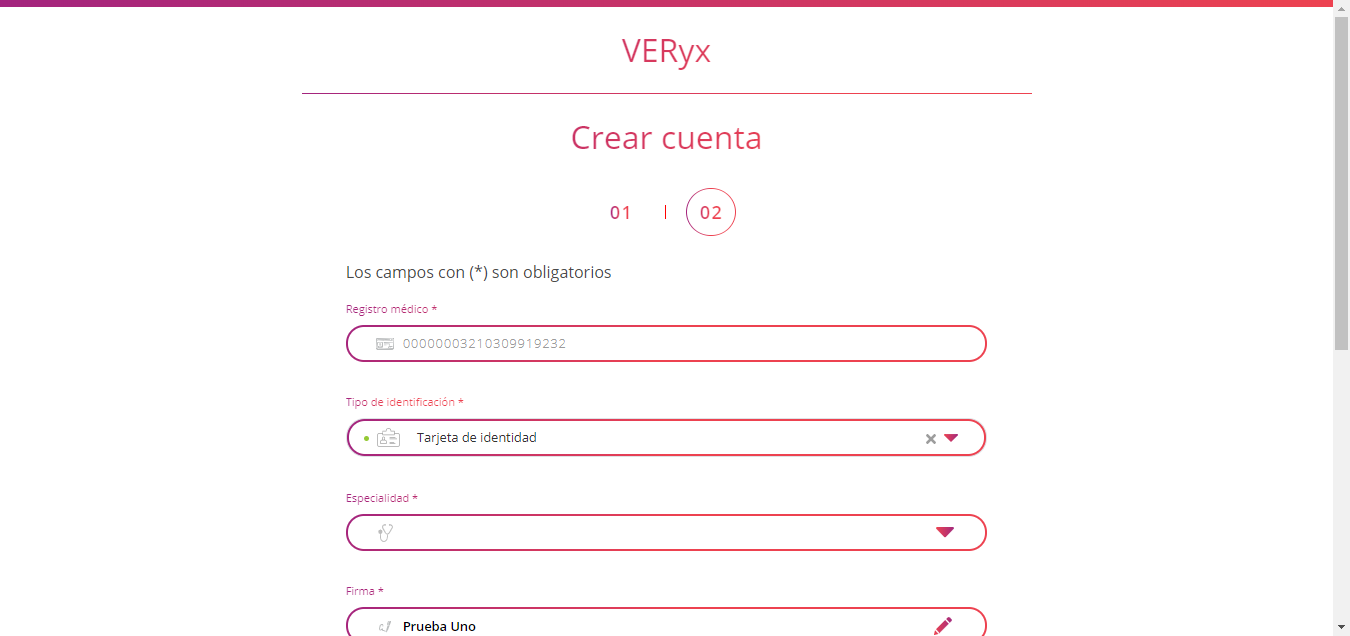 VERyx
Crear cuenta
01 | 02
Los campos con (*) son obligatorios
Registro médico *
00000003210309919232
Tipo de identificación *
Tarjeta de identidad
Especialidad *
Firma *
Prueba Uno